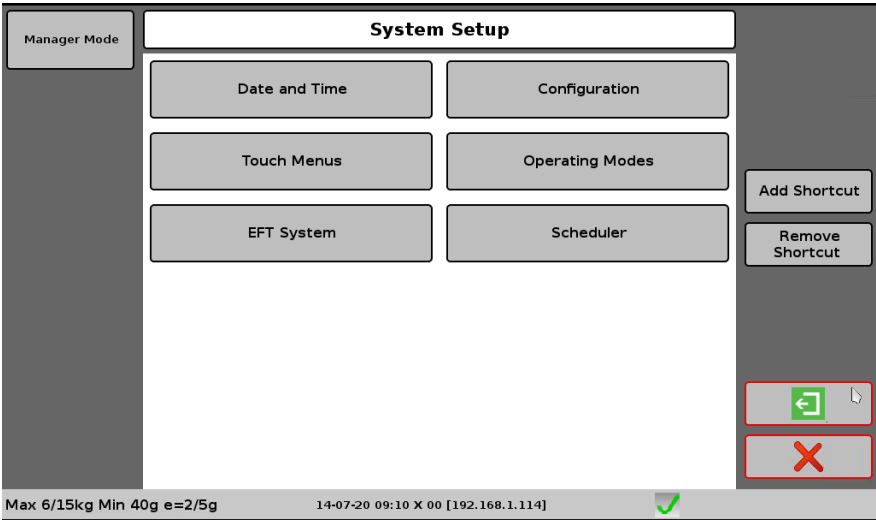 Manager Mode
System Setup
Date and Time
Configuration
Touch Menus
Operating Modes
EFT System
Scheduler
Add Shortcut
Remove
Shortcut
Max 6/15kg Min 40g e=2/5g
14-07-20 09:10 X 00 [192.168.1.114]